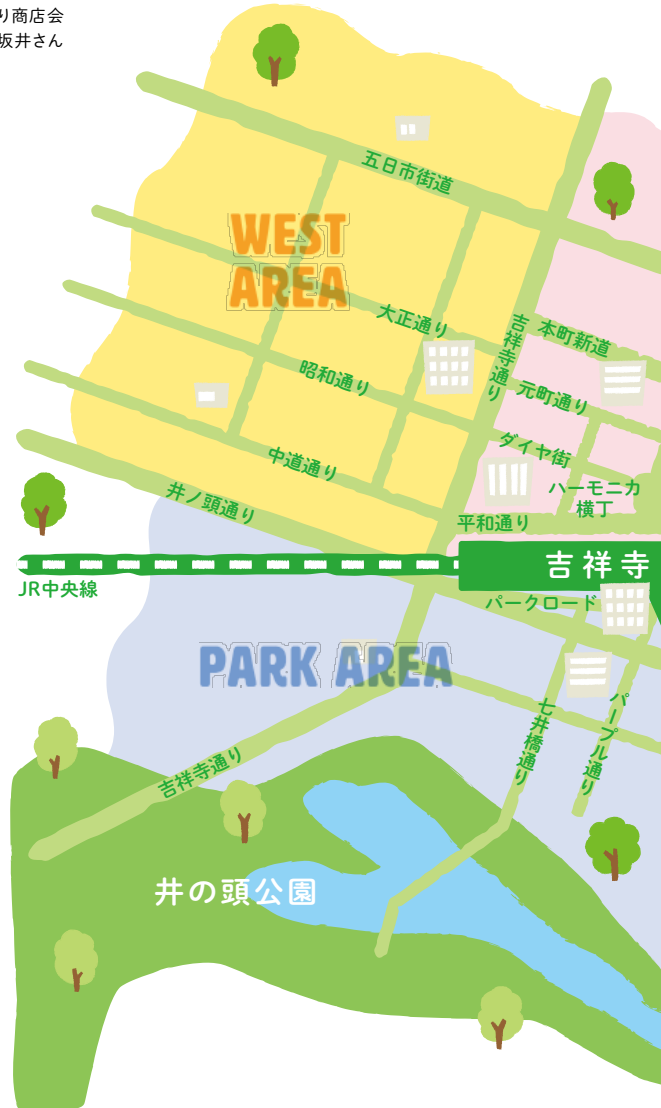 り商店会
坂井さん
五日市街道
WEST
AREA
大正通り
吉祥寺通り
本町新道
昭和通り
元町通り
ダイヤ街
中道通り
ハーモニカ
横丁
井ノ頭通り
平和通り
吉祥寺
JR中央線
パークロード
PARK AREA
七井橋通り
パープル通り
吉祥寺通り
井の頭公園